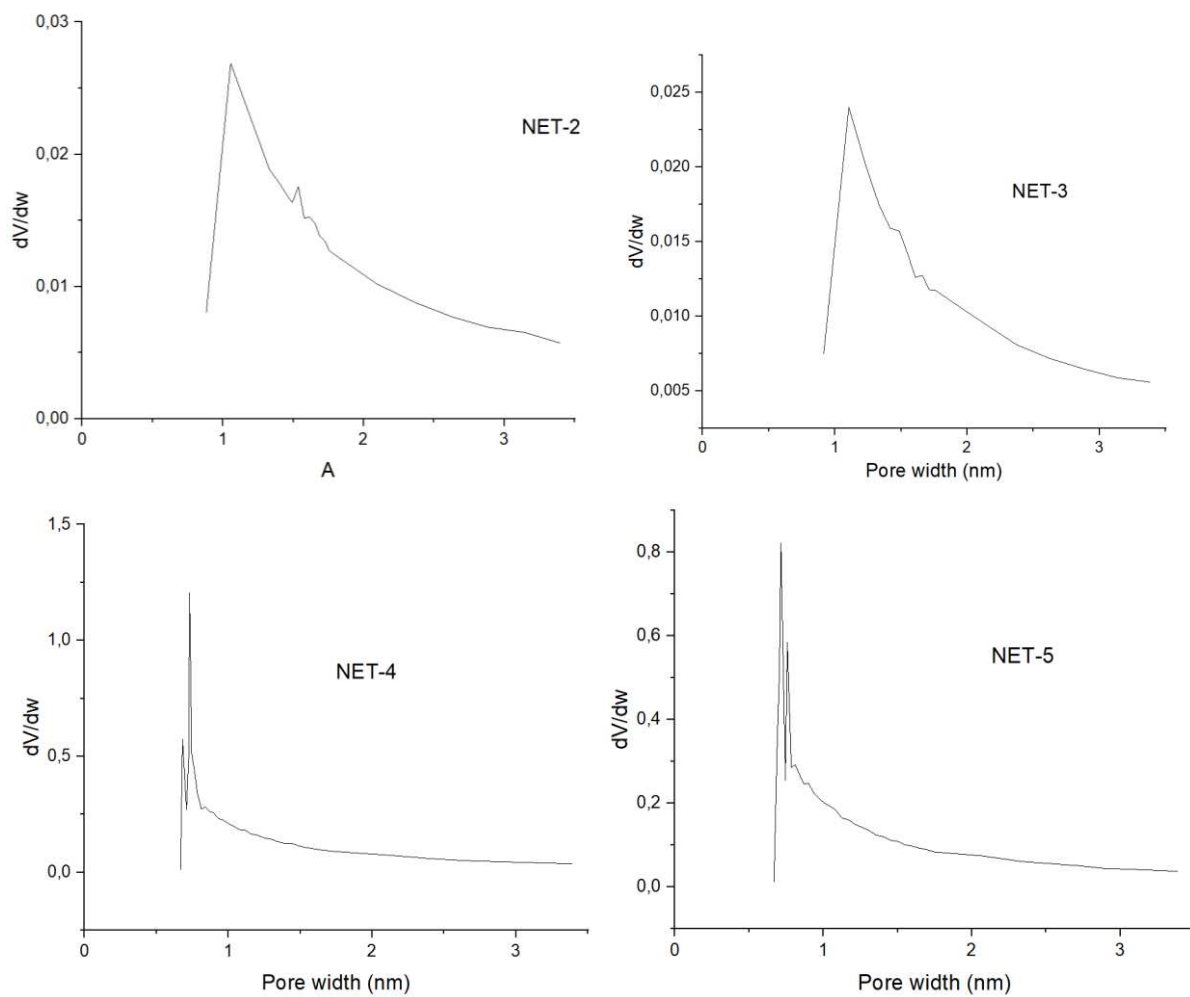 0,03
0,02
0,01
0,00
dV/dw
NET-2
0
1
2
3
A
0,025
0,020
0,015
0,010
0,005
dV/dw
NET-3
0
1
2
3
Pore width (nm)
1,5
1,0
0,5
0,0
dV/dw
NET-4
0
1
2
3
Pore width (nm)
0,8
0,6
0,4
0,2
0,0
dV/dw
NET-5
0
1
2
3
Pore width (nm)